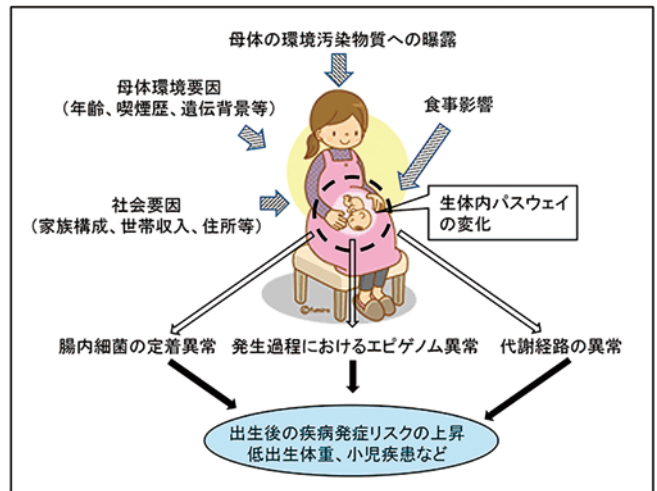 母体の環境汚染物質への曝露
母体環境要因
（年齢、喫煙歴、遺伝背景等）
食事影響
社会要因
（家族構成、世帯収入、住所等）
生体内パスウェイ
の変化
©fumira
腸内細菌の定着異常
発生過程におけるエピゲノム異常
代謝経路の異常
出生後の疾病発症リスクの上昇
低出生体重、小児疾患など